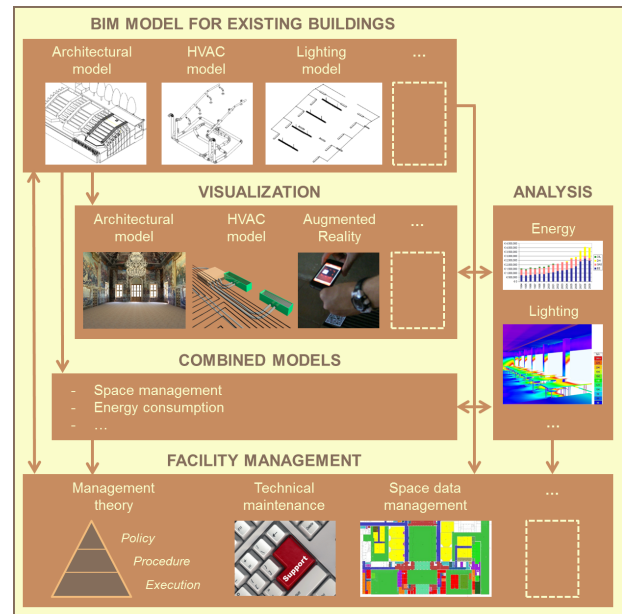 BIM MODEL FOR EXISTING BUILDINGS
Architectural
model
HVAC
model
Lighting
model
...
VISUALIZATION
Architectural
model
HVAC
model
Augmented
Reality
...
ANALYSIS
Energy
Lighting
...
COMBINED MODELS
- Space management
- Energy consumption
- ...
FACILITY MANAGEMENT
Management
theory
Policy
Procedure
Execution
Technical
maintenance
Support
Space data
management
...